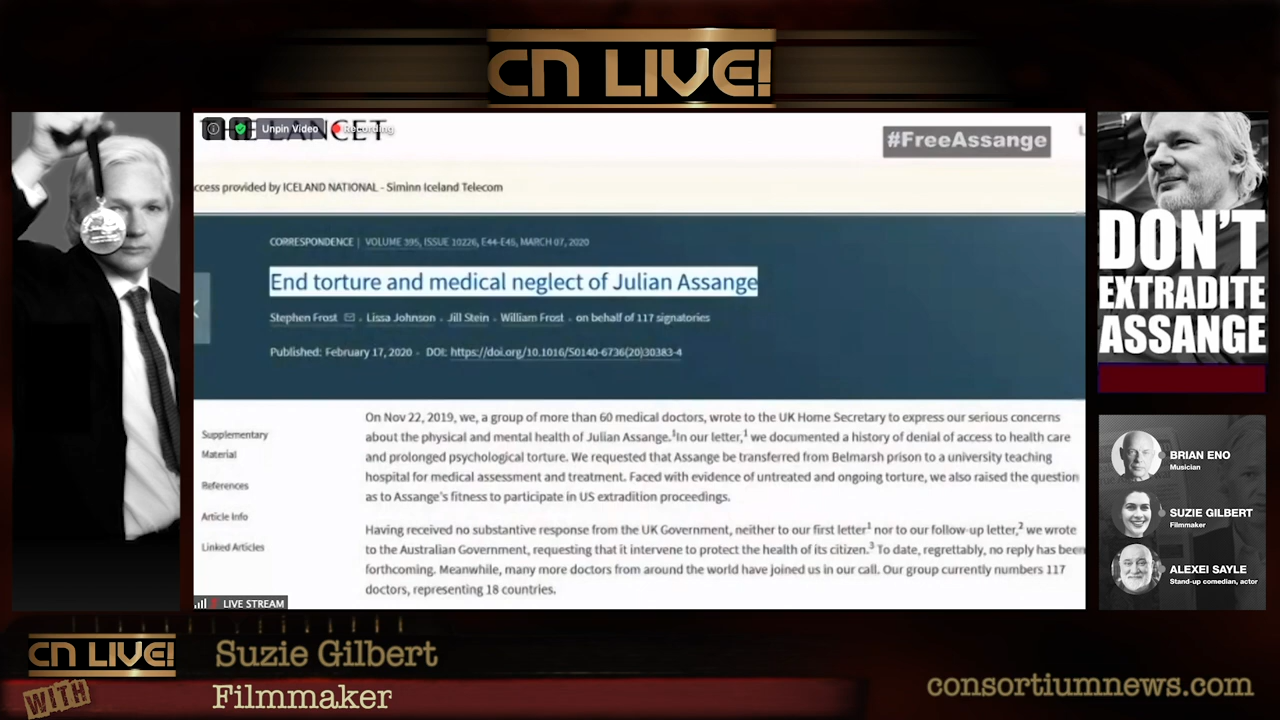 CN LIVE!
THE LANCET
Unpin Video
Recording
#FreeAssange
ccess provided by ICELAND NATIONAL - Siminn Iceland Telecom
CORRESPONDENCE | VOLUME 395, ISSUE 10226, E44-E45, MARCH 07, 2020
End torture and medical neglect of Julian Assange
Stephen Frost • Lissa Johnson • Jill Stein • William Frost • on behalf of 117 signatories
Published: February 17, 2020 • DOI: https://doi.org/10.1016/S0140-6736(20)30383-4
Supplementary
Material
References
Article Info
Linked Articles
On Nov 22, 2019, we, a group of more than 60 medical doctors, wrote to the UK Home Secretary to express our serious concerns
about the physical and mental health of Julian Assange.1In our letter,1 we documented a history of denial of access to health care
and prolonged psychological torture. We requested that Assange be transferred from Belmarsh prison to a university teaching
hospital for medical assessment and treatment. Faced with evidence of untreated and ongoing torture, we also raised the question
as to Assange's fitness to participate in US extradition proceedings.
Having received no substantive response from the UK Government, neither to our first letter1 nor to our follow-up letter,2 we wrote
to the Australian Government, requesting that it intervene to protect the health of its citizen.3 To date, regrettably, no reply has been
forthcoming. Meanwhile, many more doctors from around the world have joined us in our call. Our group currently numbers 117
doctors, representing 18 countries.
LIVE STREAM
DON'T
EXTRADITE
ASSANGE
BRIAN ENO
Musician
SUZIE GILBERT
Filmmaker
ALEXEI SAYLE
Stand-up comedian, actor
CN LIVE!
Suzie Gilbert
WITH
Filmmaker
consortiumnews.com